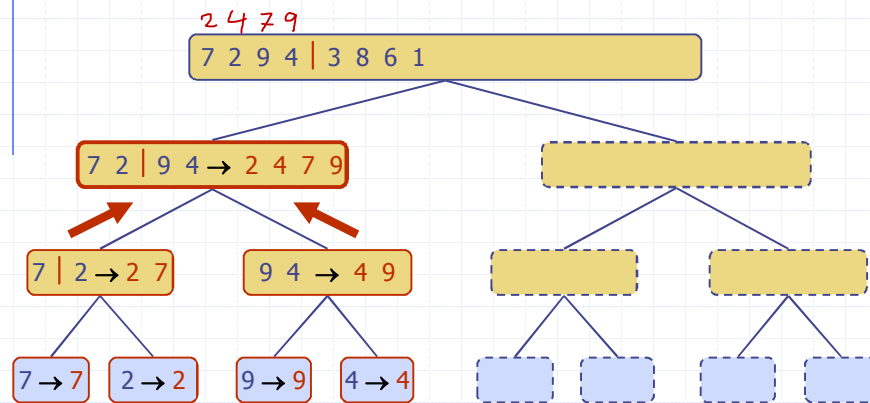 2 4 7 9
7 2 9 4 | 3 8 6 1
7 2 | 9 4 → 2 4 7 9
7 | 2 → 2 7
9 4 → 4 9
7 → 7
2 → 2
9 → 9
4 → 4